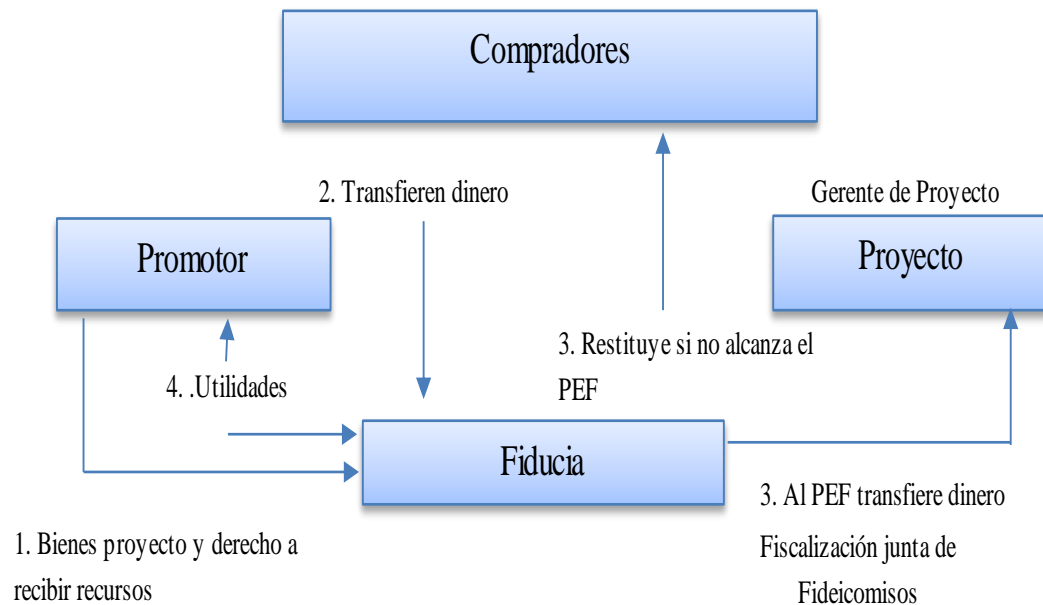 Compradores
2. Transfieren dinero
Gerente de Proyecto
Promotor
Proyecto
3. Restituye si no alcanza el
PEF
4. .Utilidades
Fiducia
3. Al PEF transfiere dinero
Fiscalización junta de
Fideicomisos
1. Bienes proyecto y derecho a
recibir recursos